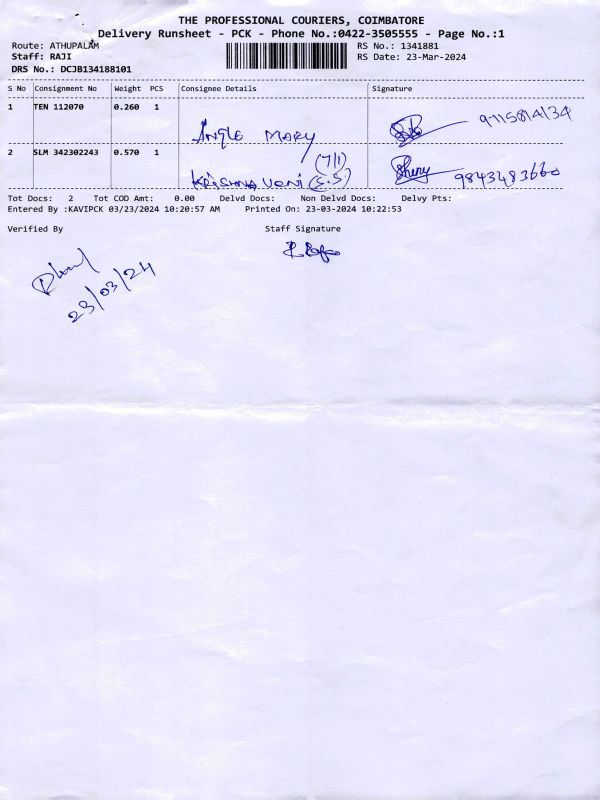 THE PROFESSIONAL COURIERS, COIMBATORE
Delivery Runsheet - PCK - Phone No.:0422-3505555 - Page No.:1
Route: ATHUPALAM RS No.: 1341881
Staff: RAJI RS Date: 23-Mar-2024
DRS No.: DCJB134188101
S No Consignment No Weight PCS Consignee Details Signature
1 TEN 112070 0.260 1
Angle Mary 9715814134
2 SLM 342302243 0.570 1 (7/1)
Krishna Veni (S.S) Shiny 9843483660
Tot Docs: 2 Tot COD Amt: 0.00 Delvd Docs: Non Delvd Docs: Delvy Pts:
Entered By :KAVIPCK 03/23/2024 10:20:57 AM Printed On: 23-03-2024 10:22:53
Verified By Staff Signature
23/03/24